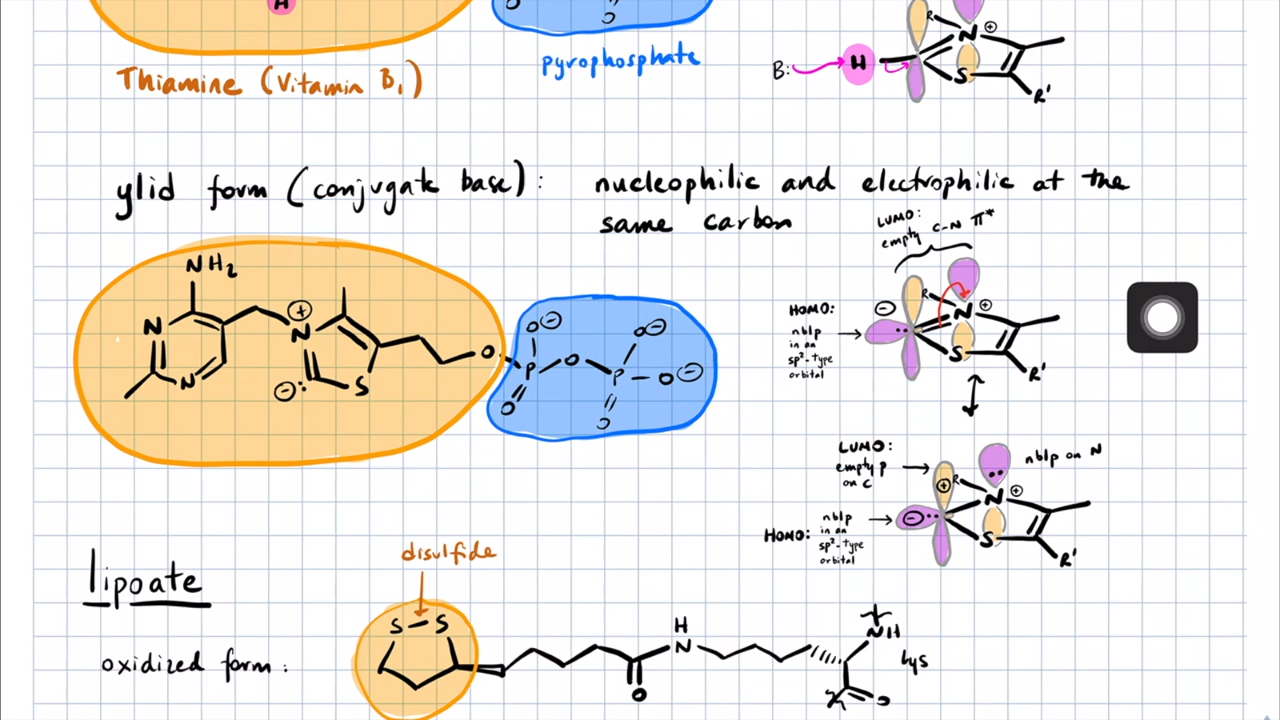 H
O
O
pyrophosphate
Thiamine (Vitamin B₁)
B: H
R N ⊕
S
R'
ylid form (conjugate base): nucleophilic and electrophilic at the
same carbon
LUMO:
empty C-N π*
NH₂
N
N
N ⊕
⊖:
S
O
O⊖
P
O
O
P
O⊖
O⊖
O
HOMO:
nblp
in an
sp²-type
orbital
⊖
:
R
N ⊕
S
R'
LUMO:
empty p
on C
nblp on N
HOMO:
nblp
in an
sp²-type
orbital
⊕
R
⊖ ..
..
N ⊕
S
R'
lipoate
disulfide
oxidized form:
S – S
H
N
O
NH
Lys
O